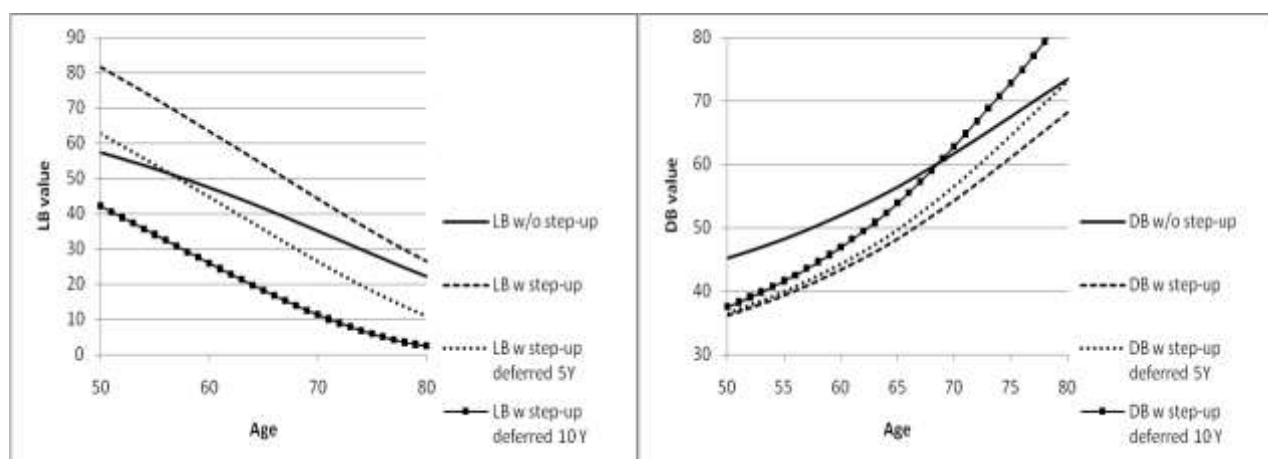 90
80
70
60
50
40
30
20
10
0
LB value
50 60 70 80
Age
LB w/o step-up
LB w step-up
LB w step-up
deferred 5Y
LB w step-up
deferred 10 Y
80
70
60
50
40
30
DB value
50 55 60 65 70 75 80
Age
DB w/o step-up
DB w step-up
DB w step-up
deferred 5Y
DB w step-up
deferred 10 Y